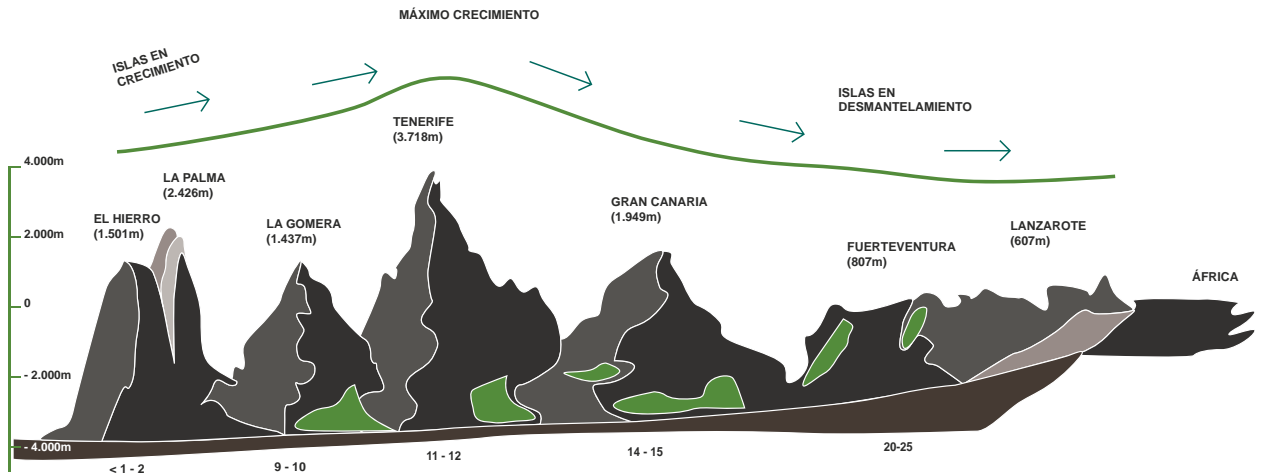 MÁXIMO CRECIMIENTO
ISLAS EN
CRECIMIENTO
ISLAS EN
DESMANTELAMIENTO
TENERIFE
(3.718m)
4.000m
LA PALMA
(2.426m)
EL HIERRO
(1.501m)
2.000m
LA GOMERA
(1.437m)
GRAN CANARIA
(1.949m)
FUERTEVENTURA
(807m)
LANZAROTE
(607m)
ÁFRICA
0
- 2.000m
- 4.000m
< 1 - 2
9 - 10
11 - 12
14 - 15
20-25